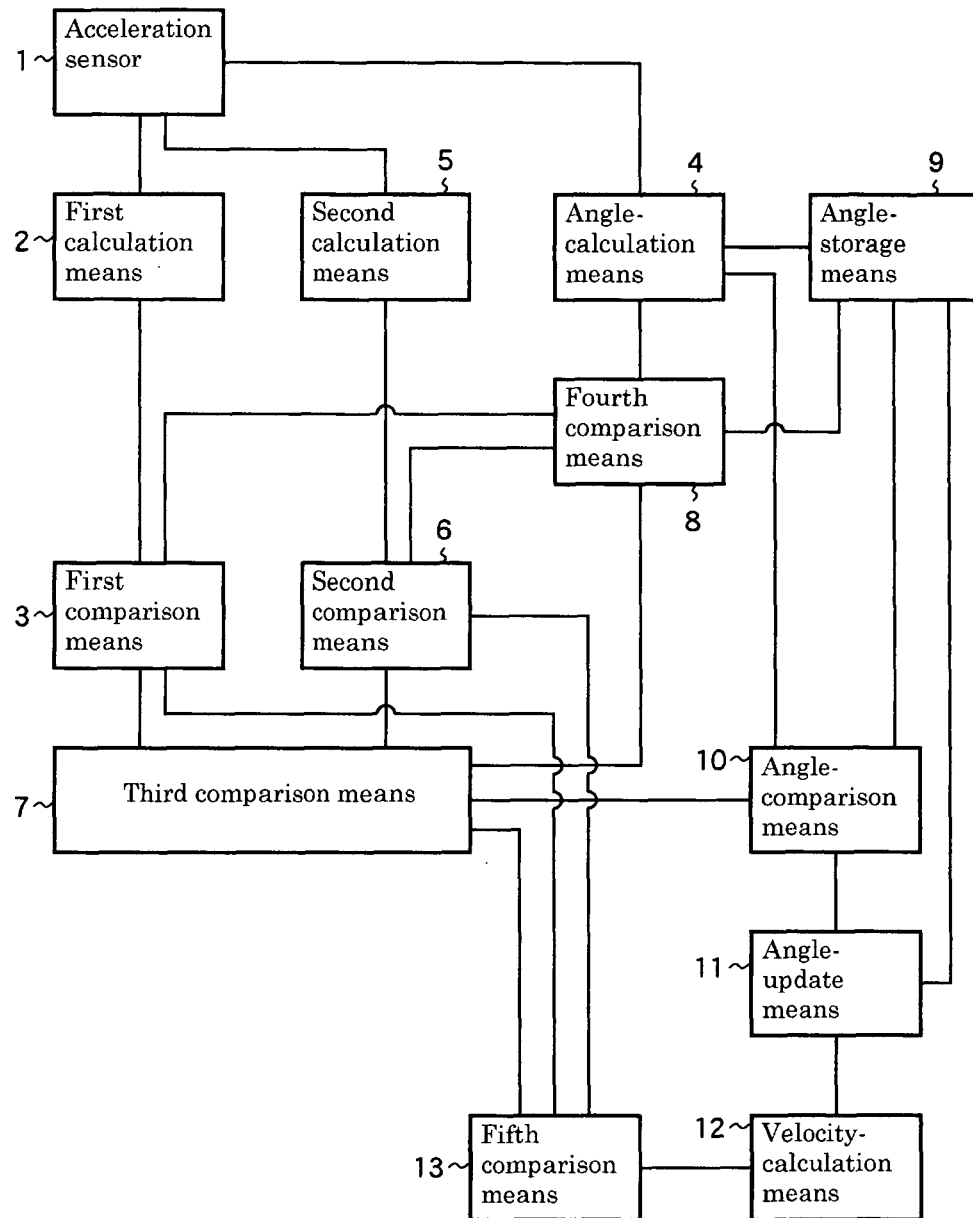 1
Acceleration
sensor
2
First
calculation
means
5
Second
calculation
means
4
Angle-
calculation
means
9
Angle-
storage
means
Fourth
comparison
means
8
3
First
comparison
means
6
Second
comparison
means
7
Third comparison means
10
Angle-
comparison
means
11
Angle-
update
means
13
Fifth
comparison
means
12
Velocity-
calculation
means